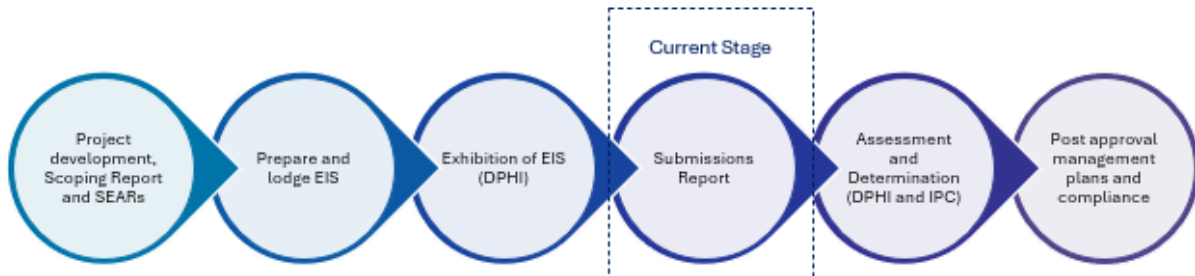 Current Stage
Project
development,
Scoping Report
and SEARs
Prepare and
lodge EIS
Exhibition of EIS
(DPHI)
Submissions
Report
Assessment
and
Determination
(DPHI and IPC)
Post approval
management
plans and
compliance